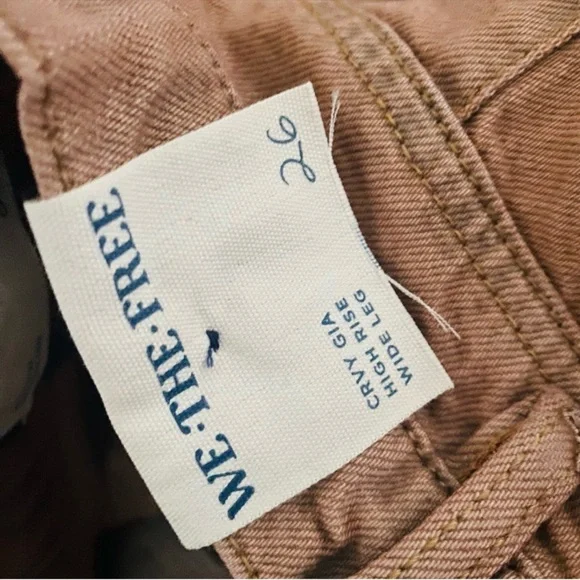 WE·THE·FREE
26
CRVY GIA
HIGH RISE
WIDE LEG